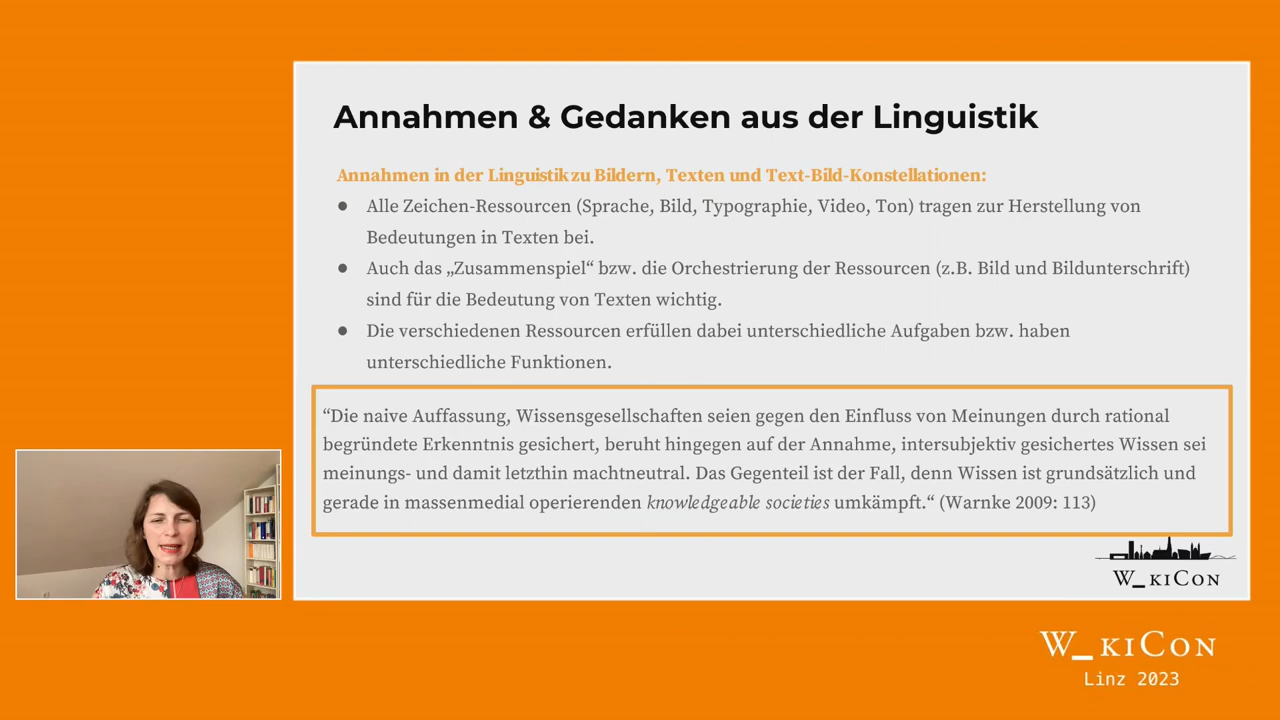 Annahmen & Gedanken aus der Linguistik
Annahmen in der Linguistik zu Bildern, Texten und Text-Bild-Konstellationen:
● Alle Zeichen-Ressourcen (Sprache, Bild, Typographie, Video, Ton) tragen zur Herstellung von
Bedeutungen in Texten bei.
● Auch das „Zusammenspiel“ bzw. die Orchestrierung der Ressourcen (z.B. Bild und Bildunterschrift)
sind für die Bedeutung von Texten wichtig.
● Die verschiedenen Ressourcen erfüllen dabei unterschiedliche Aufgaben bzw. haben
unterschiedliche Funktionen.
“Die naive Auffassung, Wissensgesellschaften seien gegen den Einfluss von Meinungen durch rational
begründete Erkenntnis gesichert, beruht hingegen auf der Annahme, intersubjektiv gesichertes Wissen sei
meinungs- und damit letzthin machtneutral. Das Gegenteil ist der Fall, denn Wissen ist grundsätzlich und
gerade in massenmedial operierenden knowledgeable societies umkämpft.“ (Warnke 2009: 113)
W_KICON
W_KICON
Linz 2023